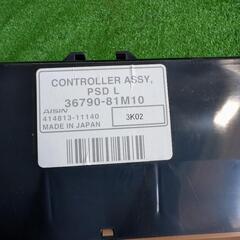 CONTROLLER ASSY,
PSD L
36790-81M10
AISIN
414813-11140
MADE IN JAPAN
3K02